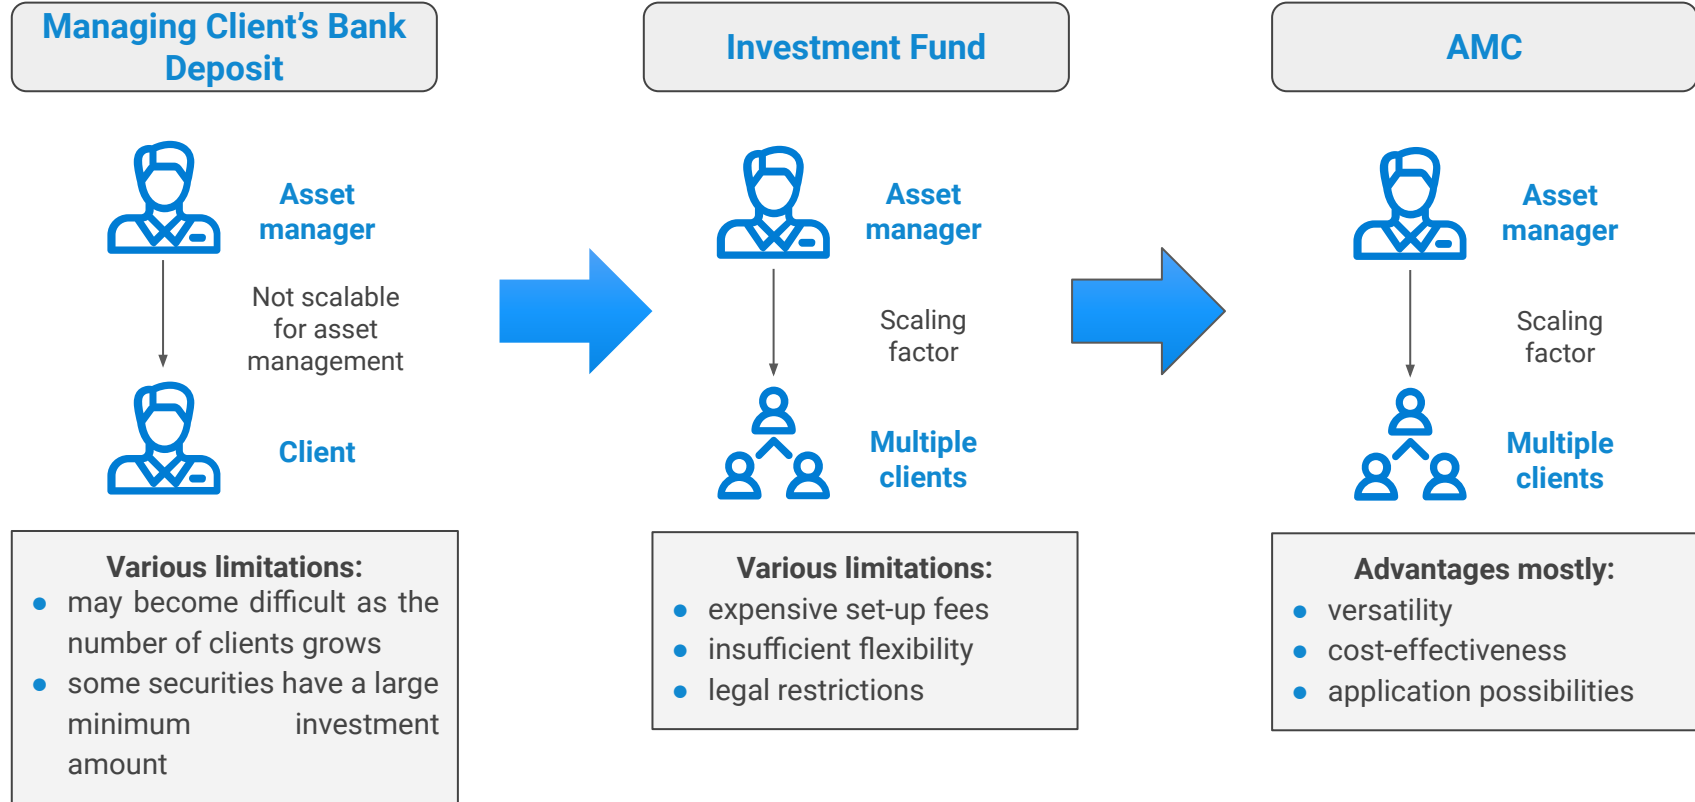 Managing Client's Bank
Deposit
Asset
manager
Not scalable
for asset
management
Client
Various limitations:
may become difficult as the
number of clients grows
some securities have a large
minimum investment
amount
Investment Fund
Asset
manager
Scaling
factor
Multiple
clients
Various limitations:
expensive set-up fees
insufficient flexibility
legal restrictions
AMC
Asset
manager
Scaling
factor
Multiple
clients
Advantages mostly:
versatility
cost-effectiveness
application possibilities